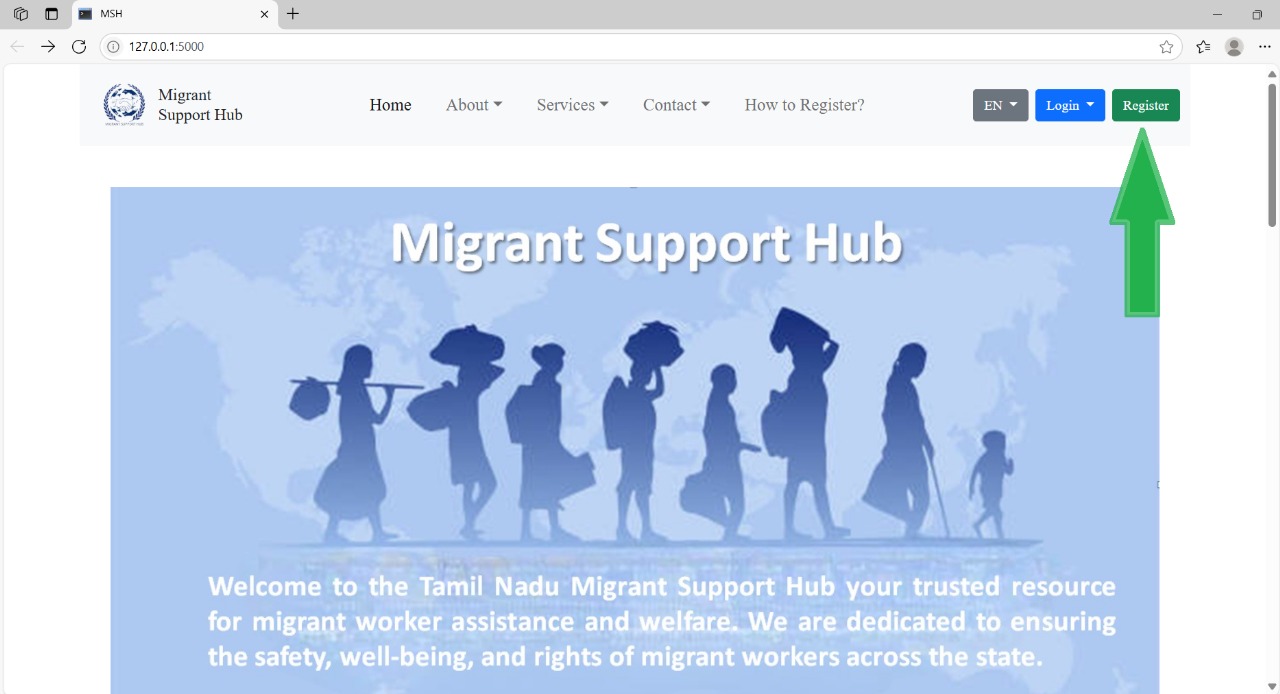 MSH
127.0.0.1:5000
Migrant
Support Hub
Home About Services Contact How to Register? EN Login Register
Migrant Support Hub
Welcome to the Tamil Nadu Migrant Support Hub your trusted resource
for migrant worker assistance and welfare. We are dedicated to ensuring
the safety, well-being, and rights of migrant workers across the state.